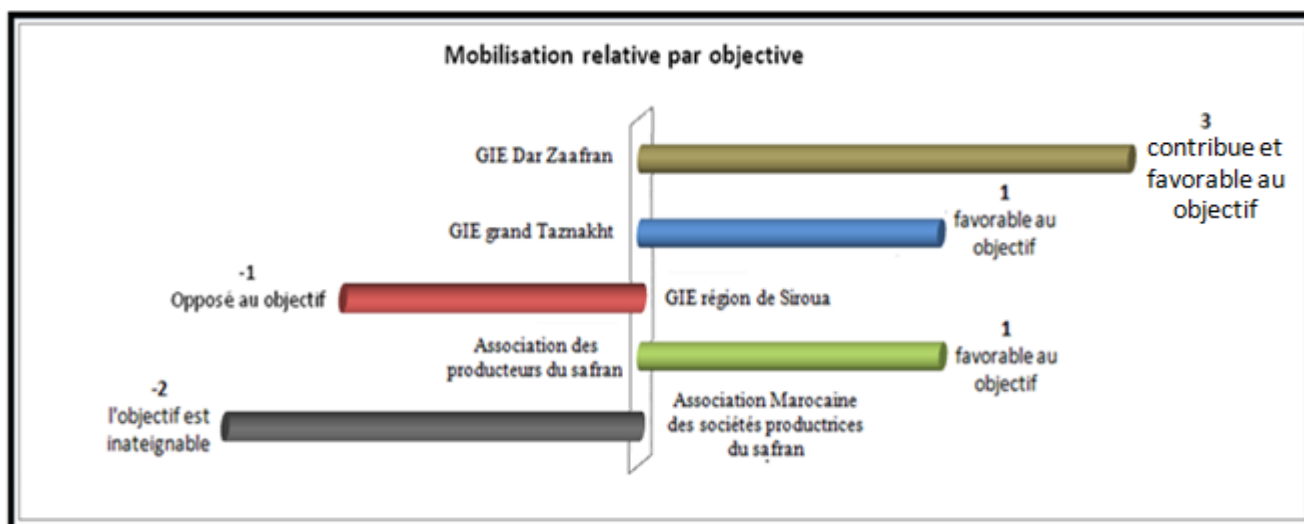 Mobilisation relative par objective
GIE Dar Zaafran
3
contribue et
favorable au
objectif
GIE grand Taznakht
1
favorable au
objectif
-1
Opposé au objectif
GIE région de Siroua
Association des
producteurs du safran
1
favorable au
objectif
-2
l'objectif est
inateignable
Association Marocaine
des sociétés productrices
du safran